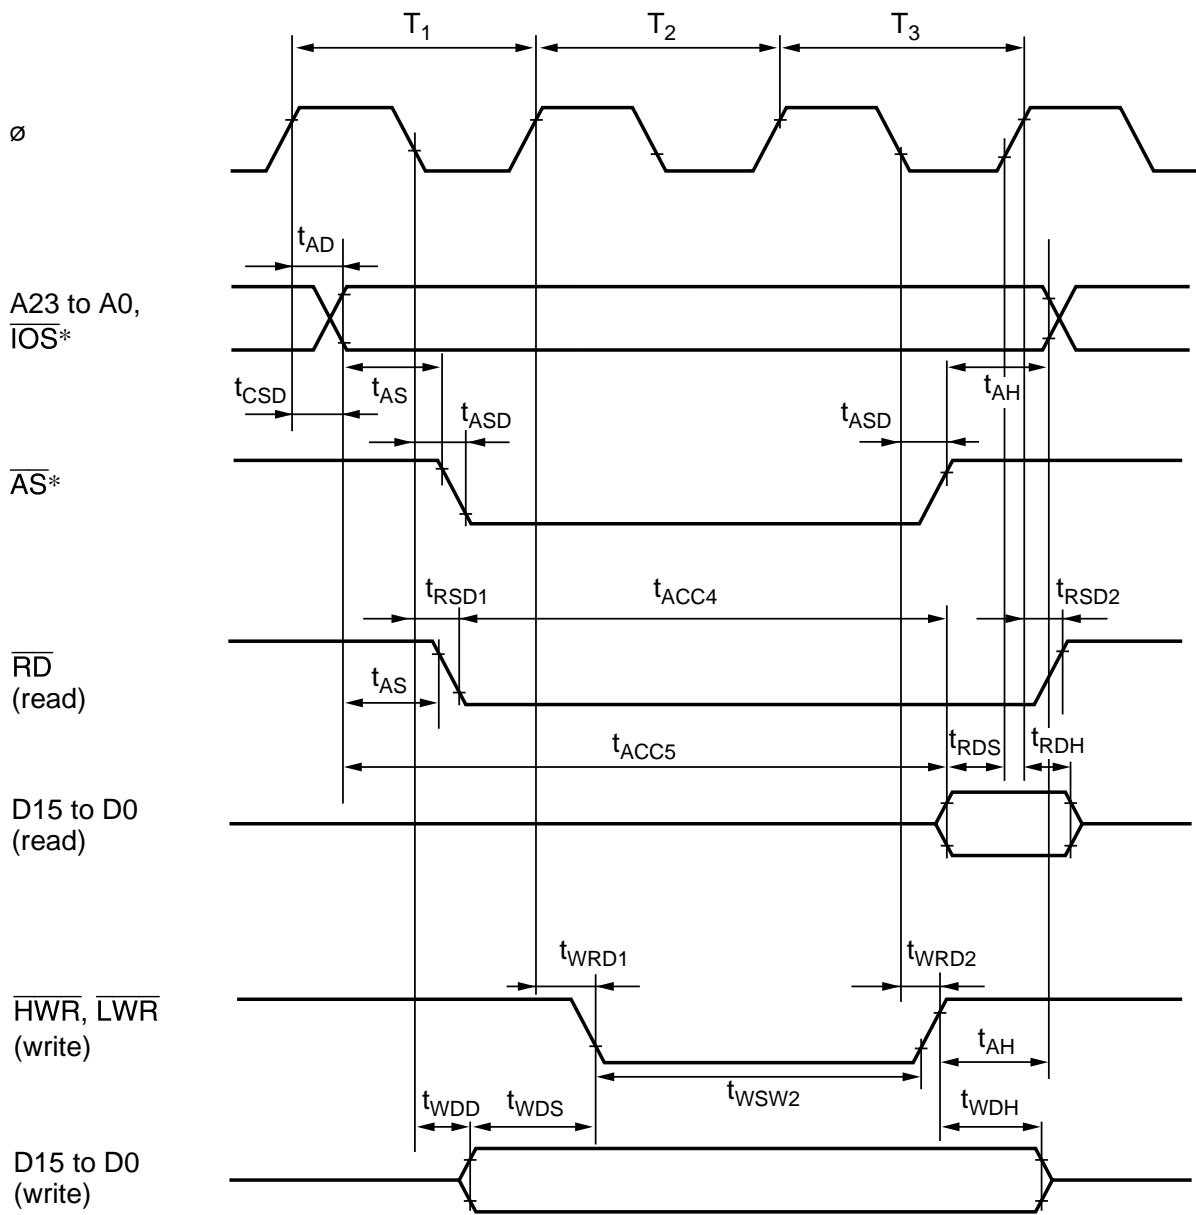 T1 T2 T3
ø
tAD
A23 to A0,
IOS*
tCSD tAS tASD tASD tAH
AS*
tRSD1 tACC4 tRSD2
RD
(read)
tAS
tACC5 tRDS tRDH
D15 to D0
(read)
tWRD1 tWRD2
HWR, LWR
(write)
tAH
tWSW2
tWDD tWDS tWDH
D15 to D0
(write)